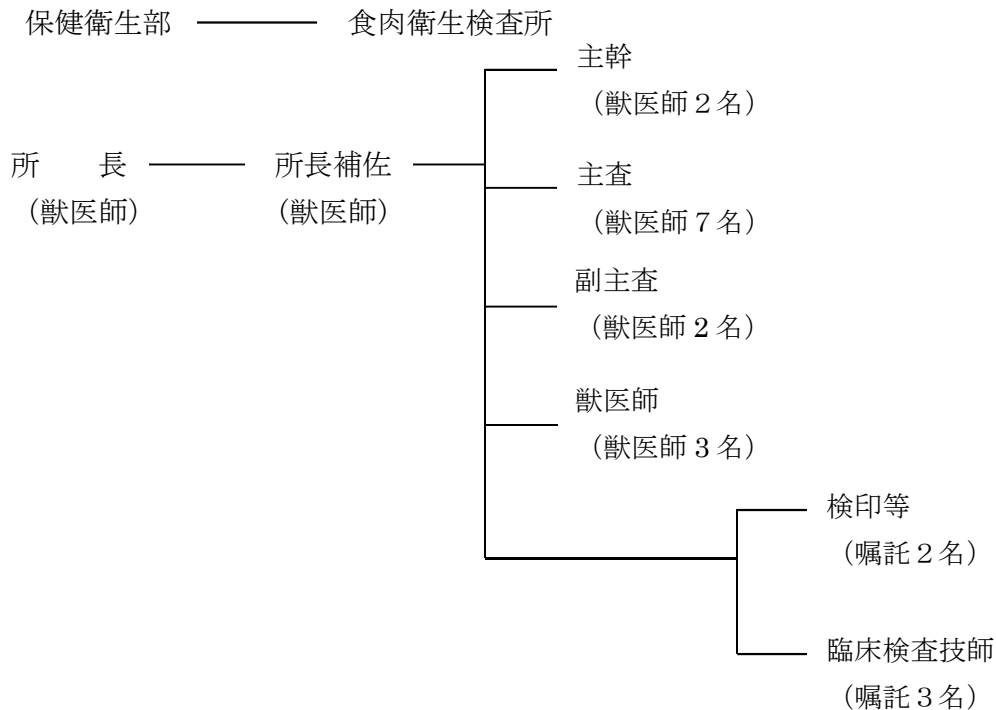 保健衛生部 食肉衛生検査所
主幹
（獣医師２名）
所　　長 所長補佐
（獣医師） （獣医師）
主査
（獣医師７名）
副主査
（獣医師 2 名）
獣医師
（獣医師 3 名）
検印等
（嘱託２名）
臨床検査技師
（嘱託３名）